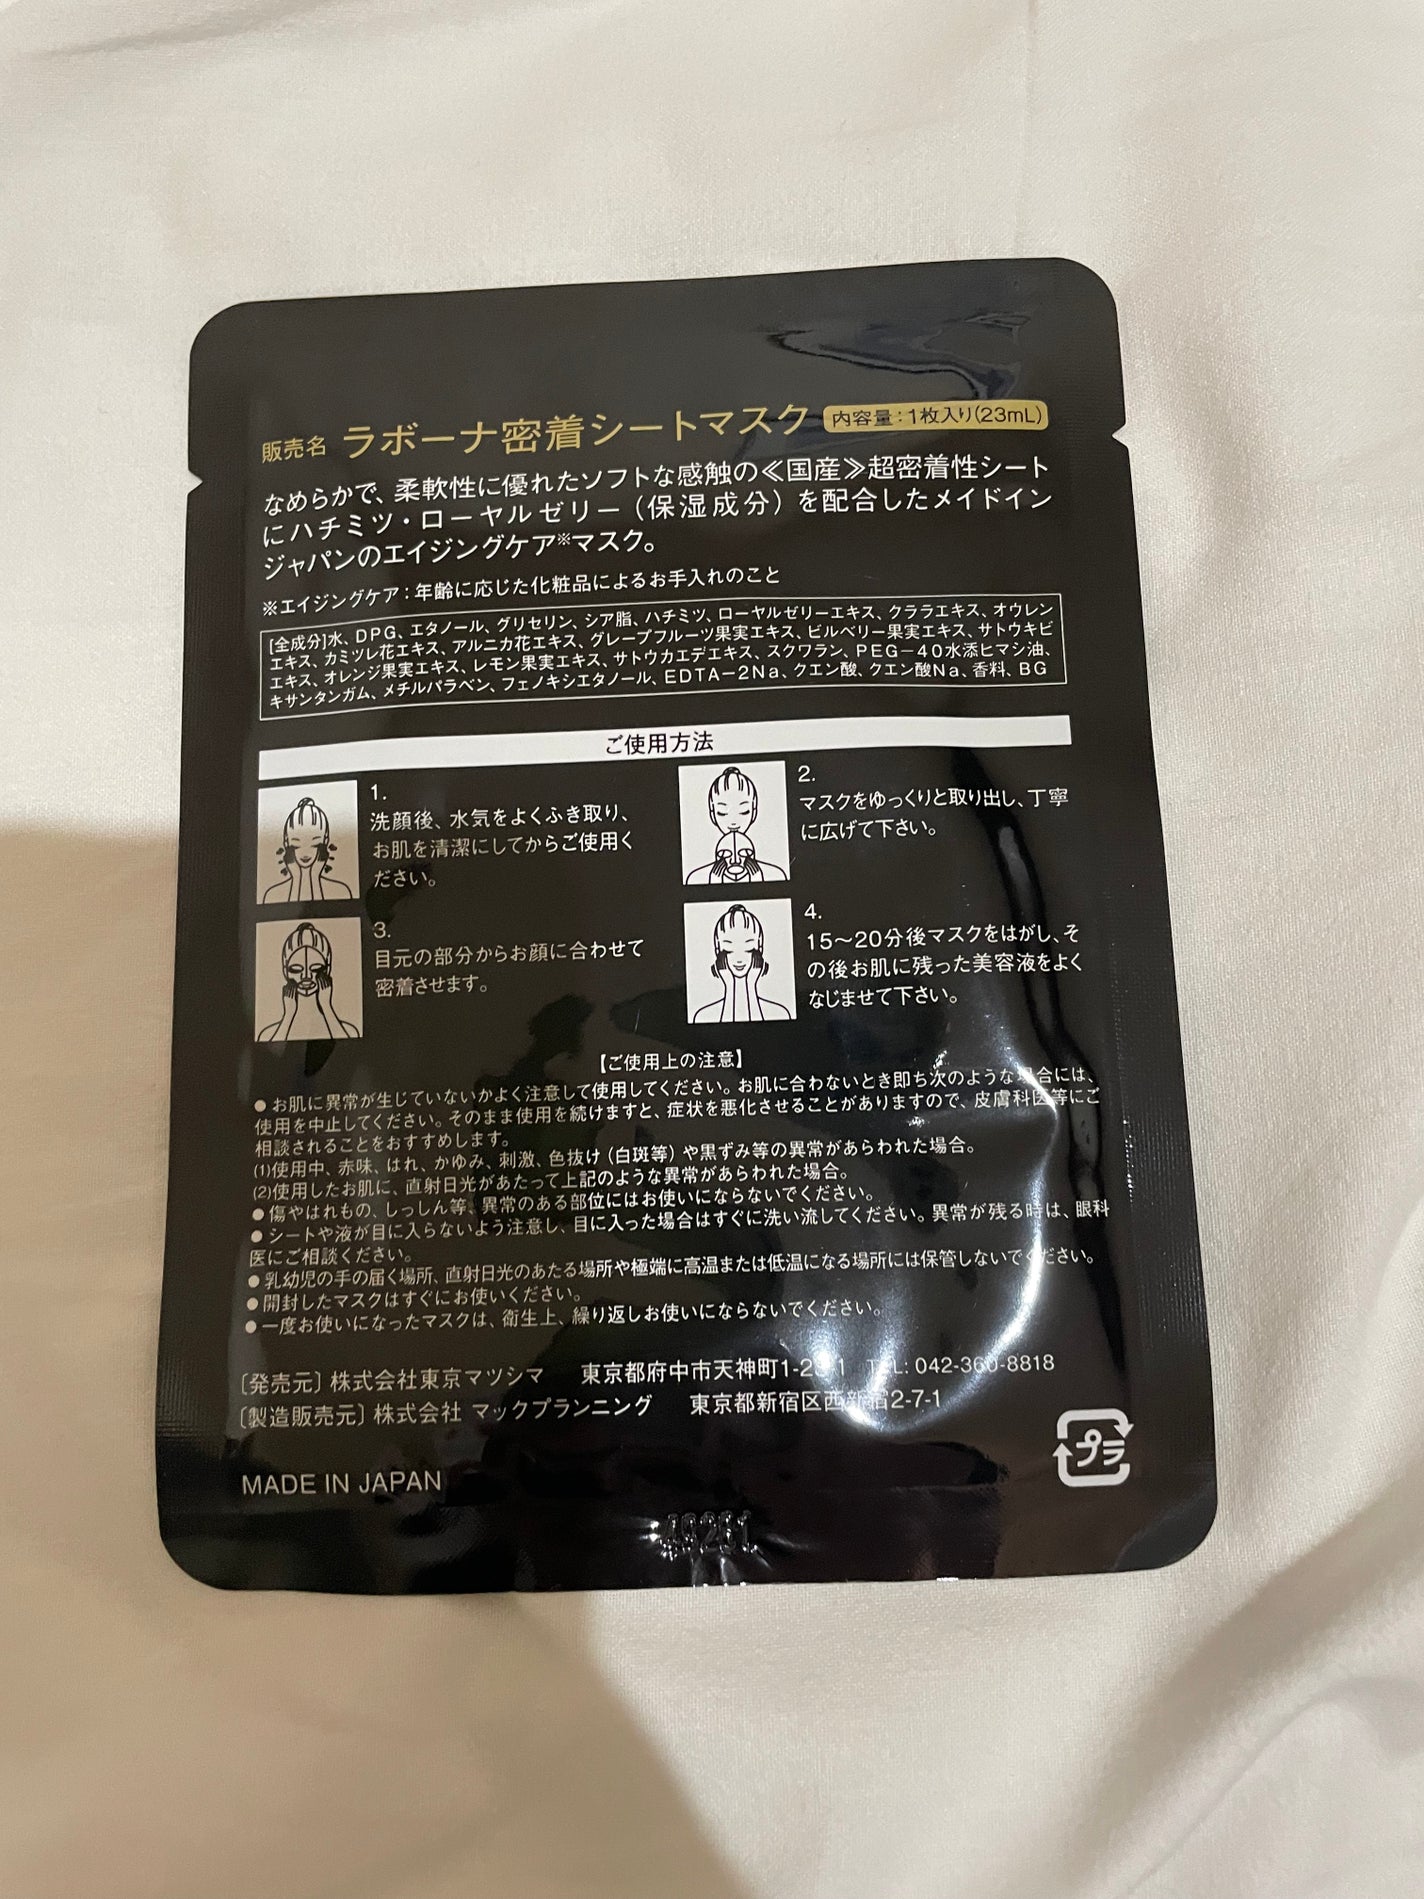 販売名 ラボーナ密着シートマスク 内容量:1枚入り(23mL)
なめらかで、柔軟性に優れたソフトな感触の≪国産≫超密着性シート
にハチミツ・ローヤルゼリー(保湿成分)を配合したメイドイン
ジャパンのエイジングケア※マスク。
※エイジングケア:年齢に応じた化粧品によるお手入れのこと
[全成分]水、DPG、エタノール、グリセリン、シア脂、ハチミツ、ローヤルゼリーエキス、クララエキス、オウレン
エキス、カミツレ花エキス、アルニカ花エキス、グレープフルーツ果実エキス、ビルベリー果実エキス、サトウキビ
エキス、オレンジ果実エキス、レモン果実エキス、サトウカエデエキス、スクワラン、PEG-40水添ヒマシ油、
キサンタンガム、メチルパラベン、フェノキシエタノール、EDTA-2Na、クエン酸、クエン酸Na、香料、BG
ご使用方法
1.
洗顔後、水気をよくふき取り、
お肌を清潔にしてからご使用く
ださい。
2.
マスクをゆっくりと取り出し、丁寧
に広げて下さい。
3.
目元の部分からお顔に合わせて
密着させます。
4.
15〜20分後マスクをはがし、そ
の後お肌に残った美容液をよく
なじませて下さい。
【ご使用上の注意】
●お肌に異常が生じていないかよく注意して使用してください。お肌に合わないとき即ち次のような場合には、
使用を中止してください。そのまま使用を続けますと、症状を悪化させることがありますので、皮膚科医等にご
相談されることをおすすめします。
(1)使用中、赤味、はれ、かゆみ、刺激、色抜け(白斑等)や黒ずみ等の異常があらわれた場合。
(2)使用したお肌に、直射日光があたって上記のような異常があらわれた場合。
●傷やはれもの、しっしん等、異常のある部位にはお使いにならないでください。
●シートや液が目に入らないよう注意し、目に入った場合はすぐに洗い流してください。異常が残る時は、眼科
医にご相談ください。
●乳幼児の手の届く場所、直射日光のあたる場所や極端に高温または低温になる場所には保管しないでください。
●開封したマスクはすぐにお使いください。
●一度お使いになったマスクは、衛生上、繰り返しお使いにならないでください。
〔発売元〕株式会社東京マツシマ 東京都府中市天神町 TEL: 042-360-8818
〔製造販売元〕株式会社 マックプランニング 東京都新宿区西新宿2-7-1
MADE IN JAPAN
プラ